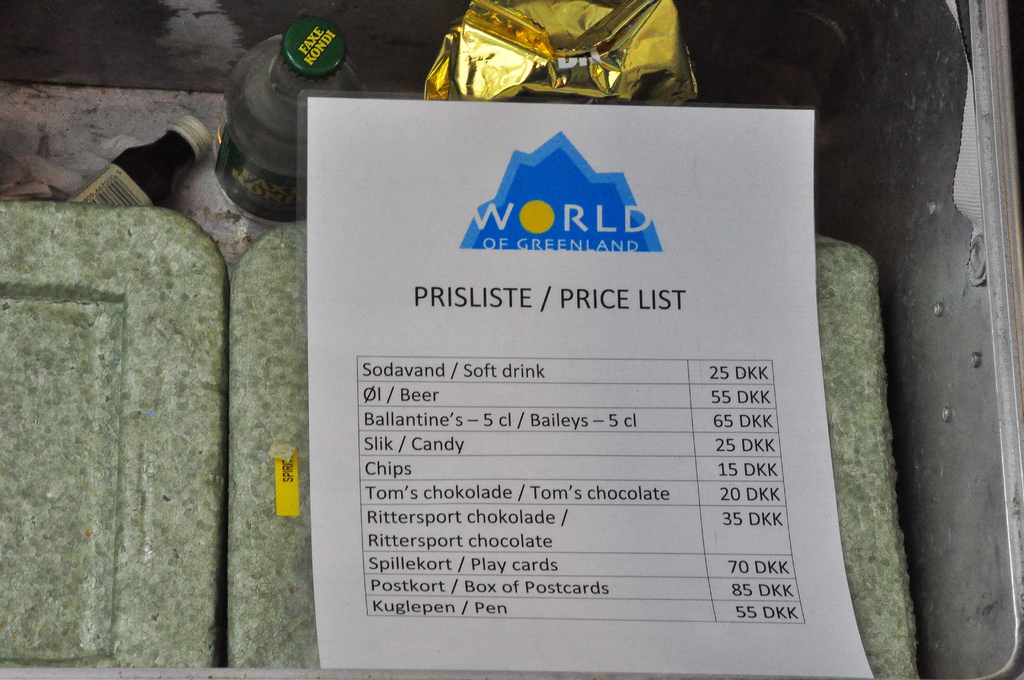 FAXE
KONDI
WORLD
OF GREENLAND
PRISLISTE / PRICE LIST
Sodavand / Soft drink 25 DKK
Øl / Beer 55 DKK
Ballantine's – 5 cl / Baileys – 5 cl 65 DKK
Slik / Candy 25 DKK
Chips 15 DKK
Tom's chokolade / Tom's chocolate 20 DKK
Rittersport chokolade / 35 DKK
Rittersport chocolate
Spillekort / Play cards 70 DKK
Postkort / Box of Postcards 85 DKK
Kuglepen / Pen 55 DKK